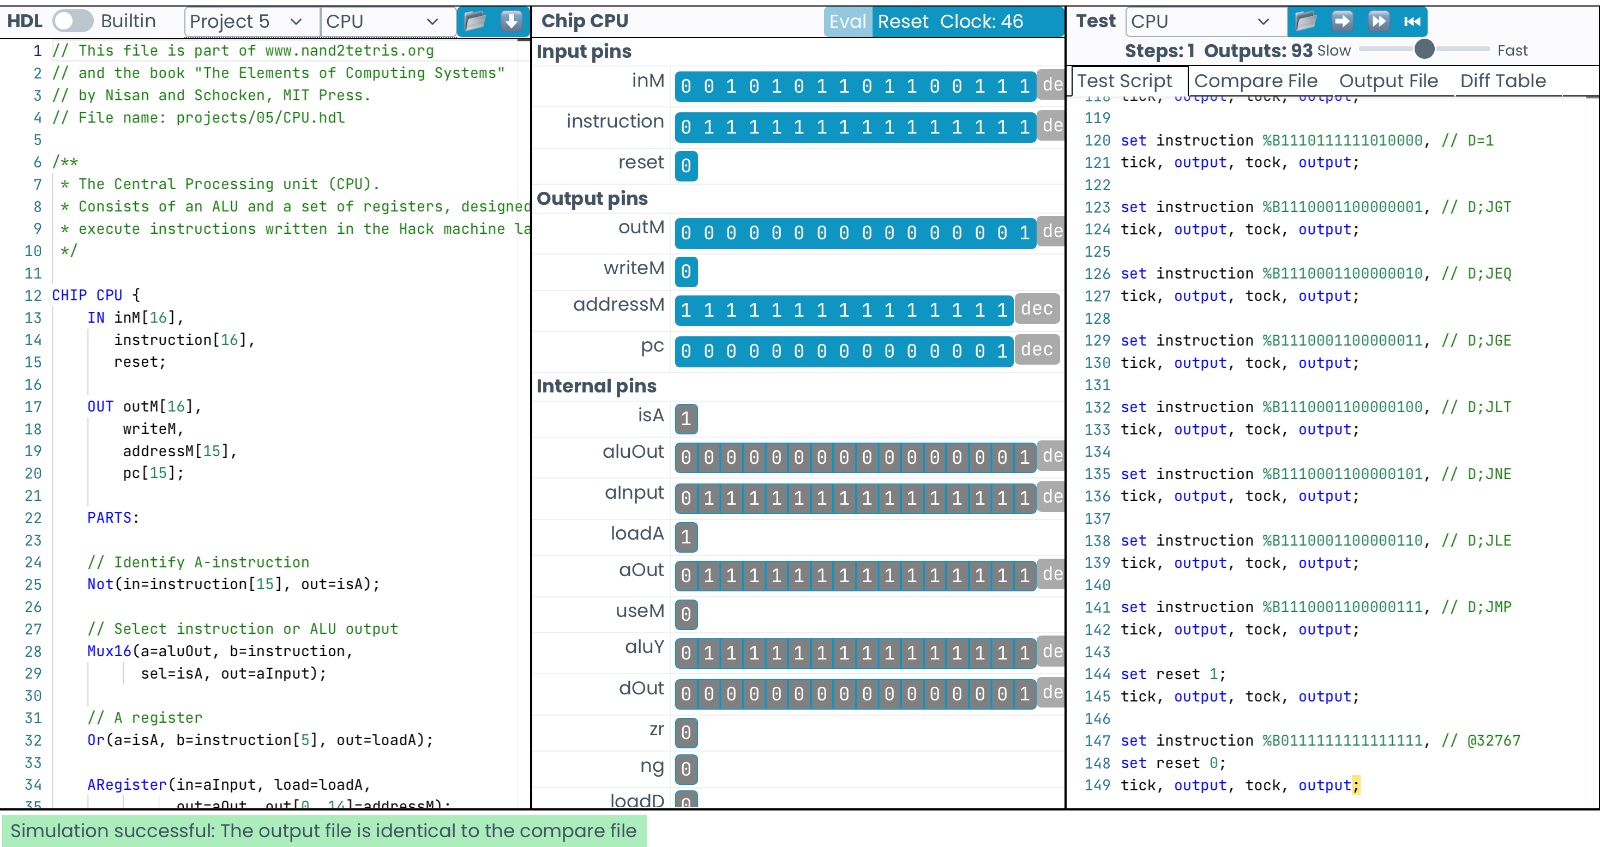 HDL Builtin Project 5 CPU
1 // This file is part of www.nand2tetris.org
2 // and the book "The Elements of Computing Systems"
3 // by Nisan and Schocken, MIT Press.
4 // File name: projects/05/CPU.hdl
5
6 /**
7 * The Central Processing unit (CPU).
8 * Consists of an ALU and a set of registers, designed
9 * execute instructions written in the Hack machine la
10 */
11
12 CHIP CPU {
13 IN inM[16],
14 instruction[16],
15 reset;
16
17 OUT outM[16],
18 writeM,
19 addressM[15],
20 pc[15];
21
22 PARTS:
23
24 // Identify A-instruction
25 Not(in=instruction[15], out=isA);
26
27 // Select instruction or ALU output
28 Mux16(a=aluOut, b=instruction,
29 sel=isA, out=aInput);
30
31 // A register
32 Or(a=isA, b=instruction[5], out=loadA);
33
34 ARegister(in=aInput, load=loadA,
35 out=aOut, out[0..14]=addressM);
Chip CPU Eval Reset Clock: 46
Input pins
inM 0 0 1 0 1 0 1 1 0 1 1 0 0 1 1 1 de
instruction 0 1 1 1 1 1 1 1 1 1 1 1 1 1 1 1 de
reset 0
Output pins
outM 0 0 0 0 0 0 0 0 0 0 0 0 0 0 0 1 de
writeM 0
addressM 1 1 1 1 1 1 1 1 1 1 1 1 1 1 1 dec
pc 0 0 0 0 0 0 0 0 0 0 0 0 0 0 1 dec
Internal pins
isA 1
aluOut 0 0 0 0 0 0 0 0 0 0 0 0 0 0 0 1 de
aInput 0 1 1 1 1 1 1 1 1 1 1 1 1 1 1 1 de
loadA 1
aOut 0 1 1 1 1 1 1 1 1 1 1 1 1 1 1 1 de
useM 0
aluY 0 1 1 1 1 1 1 1 1 1 1 1 1 1 1 1 de
dOut 0 0 0 0 0 0 0 0 0 0 0 0 0 0 0 1 de
zr 0
ng 0
loadD 0
Test CPU
Steps: 1 Outputs: 93 Slow Fast
Test Script Compare File Output File Diff Table
118 tick, output, tock, output;
119
120 set instruction %B1110111111010000, // D=1
121 tick, output, tock, output;
122
123 set instruction %B1110001100000001, // D;JGT
124 tick, output, tock, output;
125
126 set instruction %B1110001100000010, // D;JEQ
127 tick, output, tock, output;
128
129 set instruction %B1110001100000011, // D;JGE
130 tick, output, tock, output;
131
132 set instruction %B1110001100000100, // D;JLT
133 tick, output, tock, output;
134
135 set instruction %B1110001100000101, // D;JNE
136 tick, output, tock, output;
137
138 set instruction %B1110001100000110, // D;JLE
139 tick, output, tock, output;
140
141 set instruction %B1110001100000111, // D;JMP
142 tick, output, tock, output;
143
144 set reset 1;
145 tick, output, tock, output;
146
147 set instruction %B0111111111111111, // @32767
148 set reset 0;
149 tick, output, tock, output;
Simulation successful: The output file is identical to the compare file